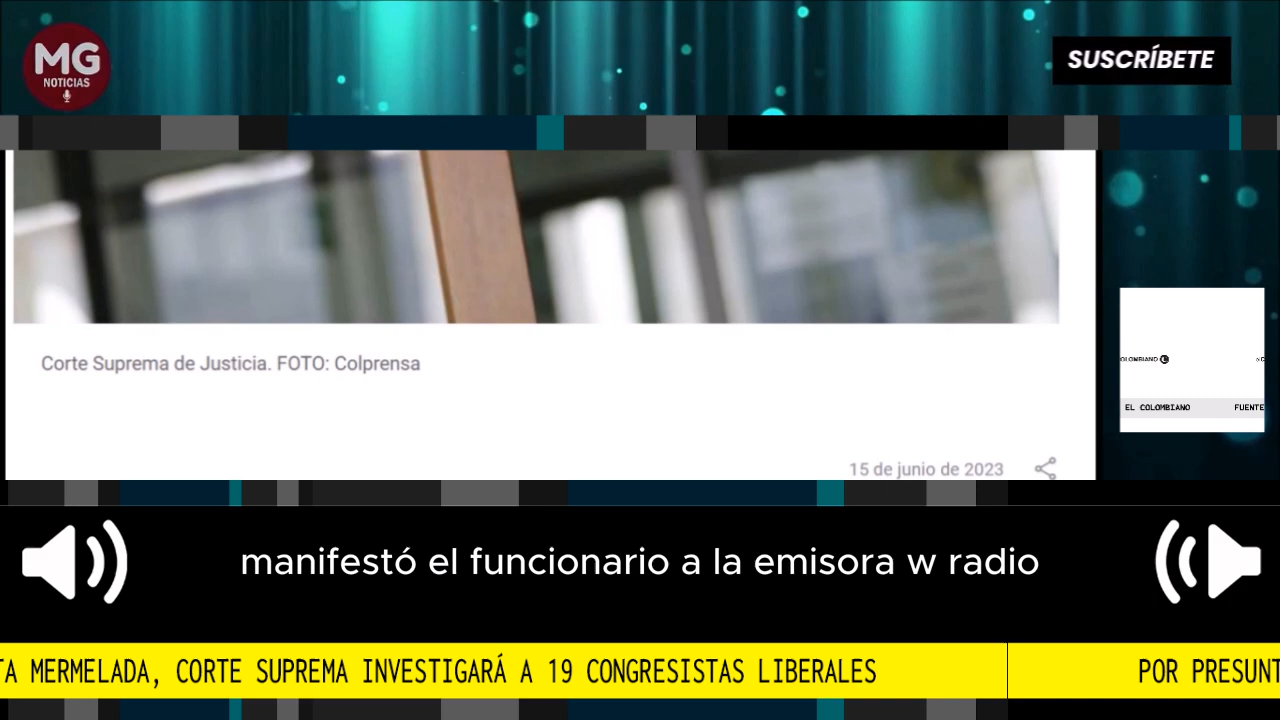 MG
NOTICIAS
SUSCRÍBETE
Corte Suprema de Justicia. FOTO: Colprensa
OLOMBIANO
EL COLOMBIANO FUENTE
15 de junio de 2023
manifestó el funcionario a la emisora w radio
TA MERMELADA, CORTE SUPREMA INVESTIGARÁ A 19 CONGRESISTAS LIBERALES POR PRESUNT